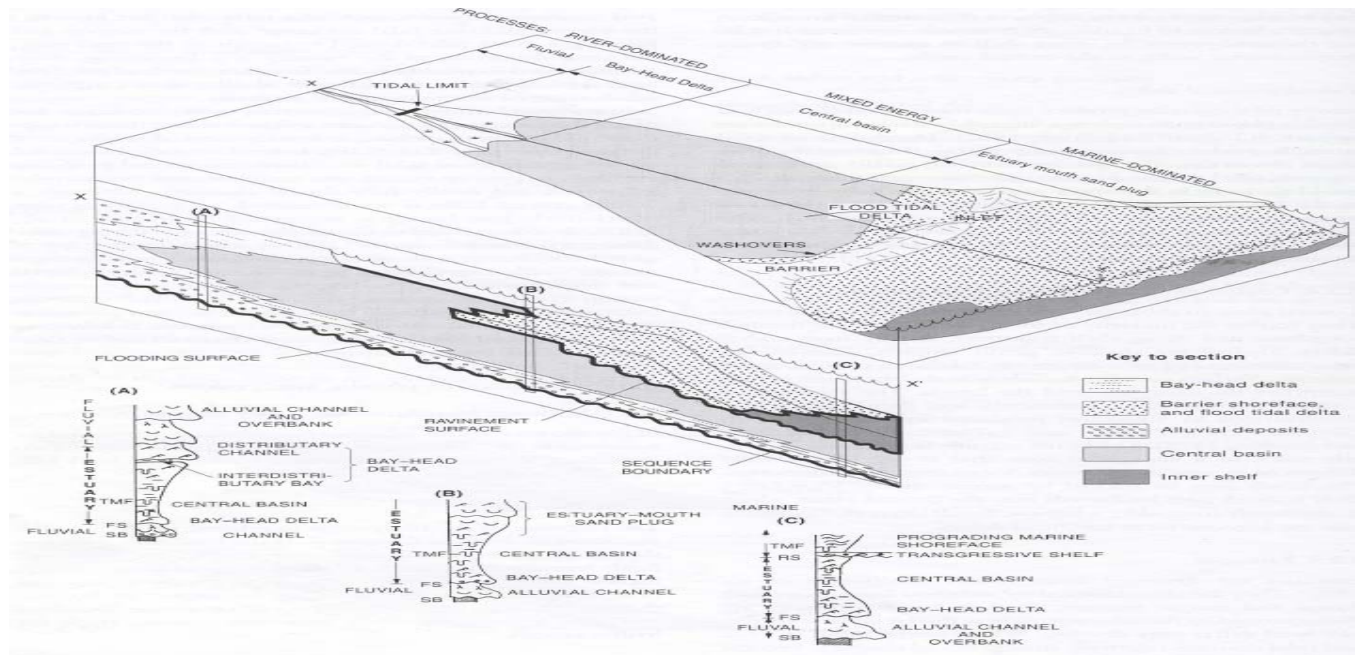 PROCESSES: RIVER-DOMINATED
Fluvial
Bay-Head Delta
MIXED ENERGY
Central basin
MARINE-DOMINATED
Estuary mouth sand plug
X
TIDAL LIMIT
FLOOD TIDAL
DELTA
INLET
WASHOVERS
BARRIER
X
(A)
(B)
(C)
X'
FLOODING SURFACE
RAVINEMENT
SURFACE
SEQUENCE
BOUNDARY
Key to section
Bay-head delta
Barrier shoreface,
and flood tidal delta
Alluvial deposits
Central basin
Inner shelf
(A)
FLUVIAL
ESTUARY
ALLUVIAL CHANNEL
AND
OVERBANK
DISTRIBUTARY
CHANNEL
BAY-HEAD
DELTA
INTERDISTRI-
BUTARY BAY
TMF
CENTRAL BASIN
BAY-HEAD DELTA
FS
FLUVIAL
SB
CHANNEL
(B)
ESTUARY
ESTUARY-MOUTH
SAND PLUG
TMF
CENTRAL BASIN
BAY-HEAD DELTA
FS
FLUVIAL
ALLUVIAL CHANNEL
SB
(C)
MARINE
PROGRADING MARINE
SHOREFACE
TMF
RS
TRANSGRESSIVE SHELF
ESTUARY
CENTRAL BASIN
BAY-HEAD DELTA
FS
FLUVAL
SB
ALLUVIAL CHANNEL
AND
OVERBANK